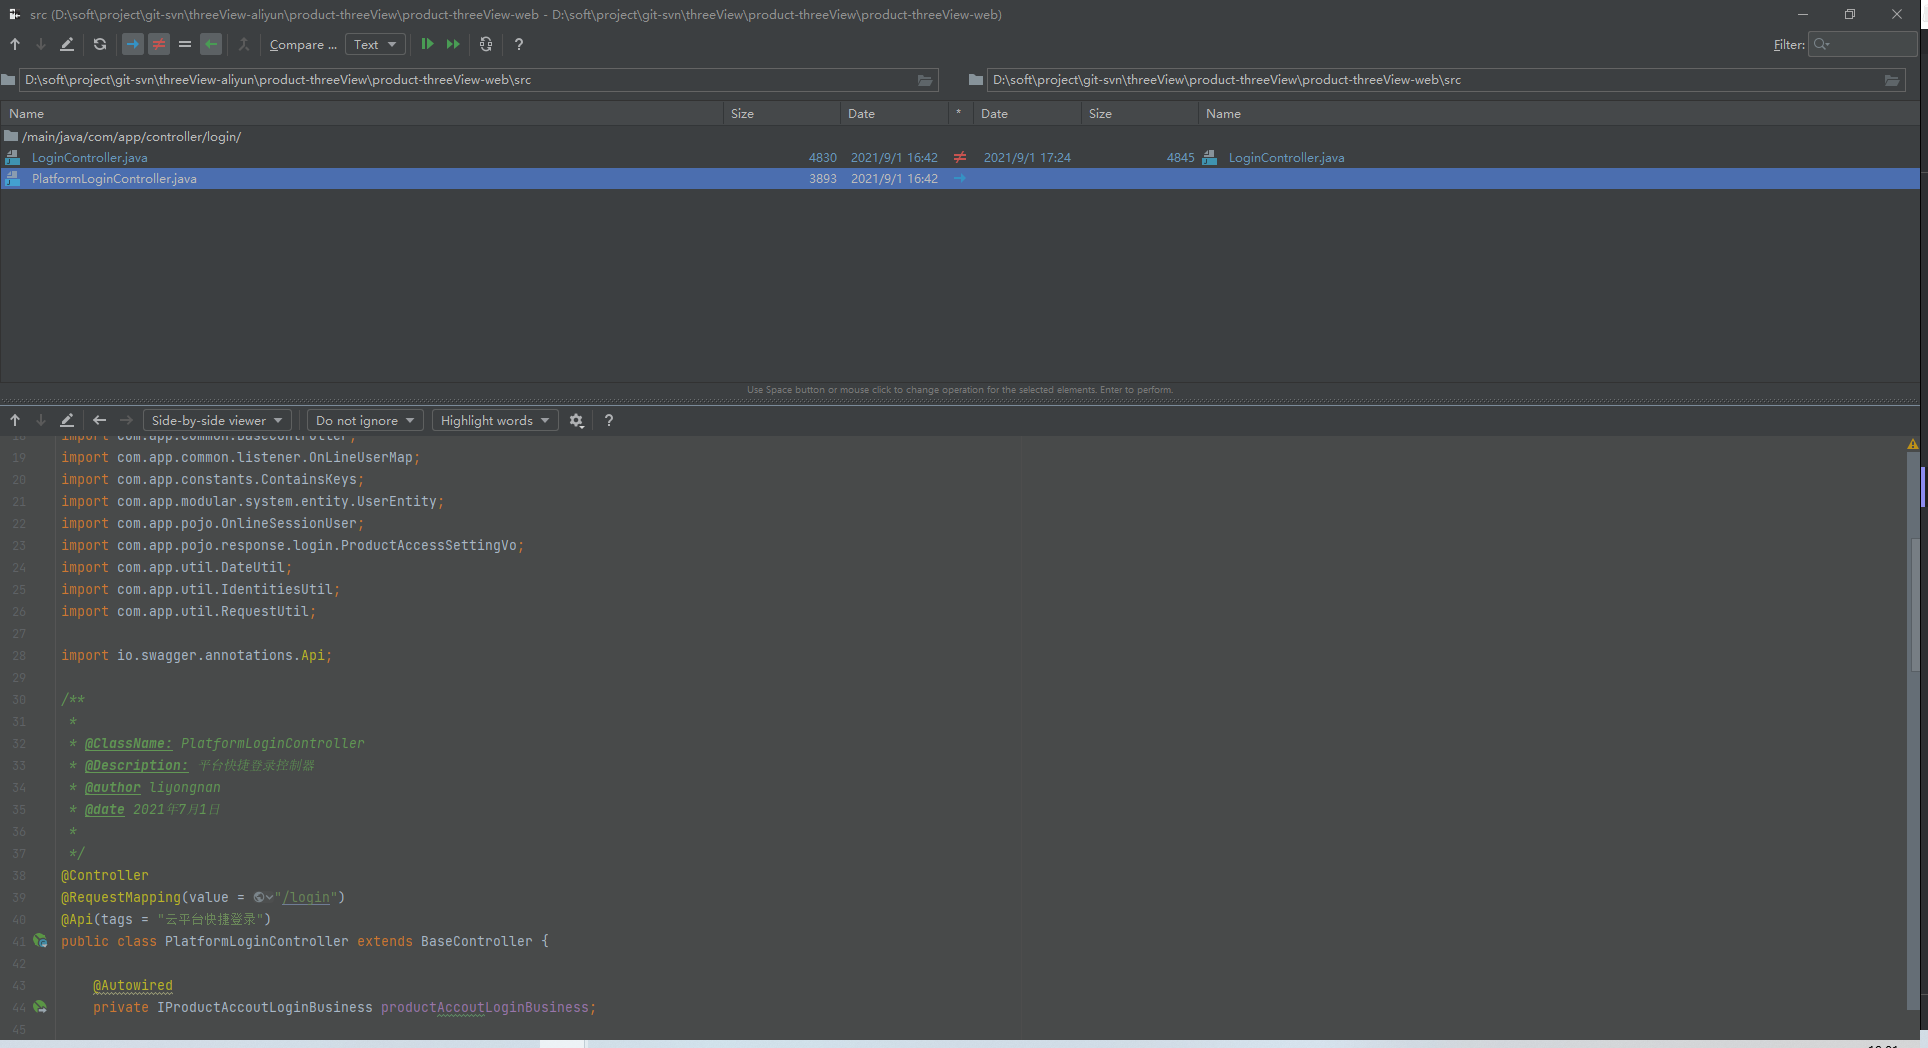 src (D:\soft\project\git-svn\threeView-aliyun\product-threeView\product-threeView-web - D:\soft\project\git-svn\threeView\product-threeView\product-threeView-web)
Compare ... Text ? Filter:
D:\soft\project\git-svn\threeView-aliyun\product-threeView\product-threeView-web\src D:\soft\project\git-svn\threeView\product-threeView\product-threeView-web\src
Name Size Date * Date Size Name
/main/java/com/app/controller/login/
LoginController.java 4830 2021/9/1 16:42 ≠ 2021/9/1 17:24 4845 LoginController.java
PlatformLoginController.java 3893 2021/9/1 16:42 →
Use Space button or mouse click to change operation for the selected elements. Enter to perform.
Side-by-side viewer Do not ignore Highlight words ?
18 import com.app.common.BaseController;
19 import com.app.common.listener.OnLineUserMap;
20 import com.app.constants.ContainsKeys;
21 import com.app.modular.system.entity.UserEntity;
22 import com.app.pojo.OnlineSessionUser;
23 import com.app.pojo.response.login.ProductAccessSettingVo;
24 import com.app.util.DateUtil;
25 import com.app.util.IdentitiesUtil;
26 import com.app.util.RequestUtil;
27
28 import io.swagger.annotations.Api;
29
30 /**
31 *
32 * @ClassName: PlatformLoginController
33 * @Description: 平台快捷登录控制器
34 * @author liyongnan
35 * @date 2021年7月1日
36 *
37 */
38 @Controller
39 @RequestMapping(value = "/login")
40 @Api(tags = "云平台快捷登录")
41 public class PlatformLoginController extends BaseController {
42
43 @Autowired
44 private IProductAccoutLoginBusiness productAccoutLoginBusiness;
45